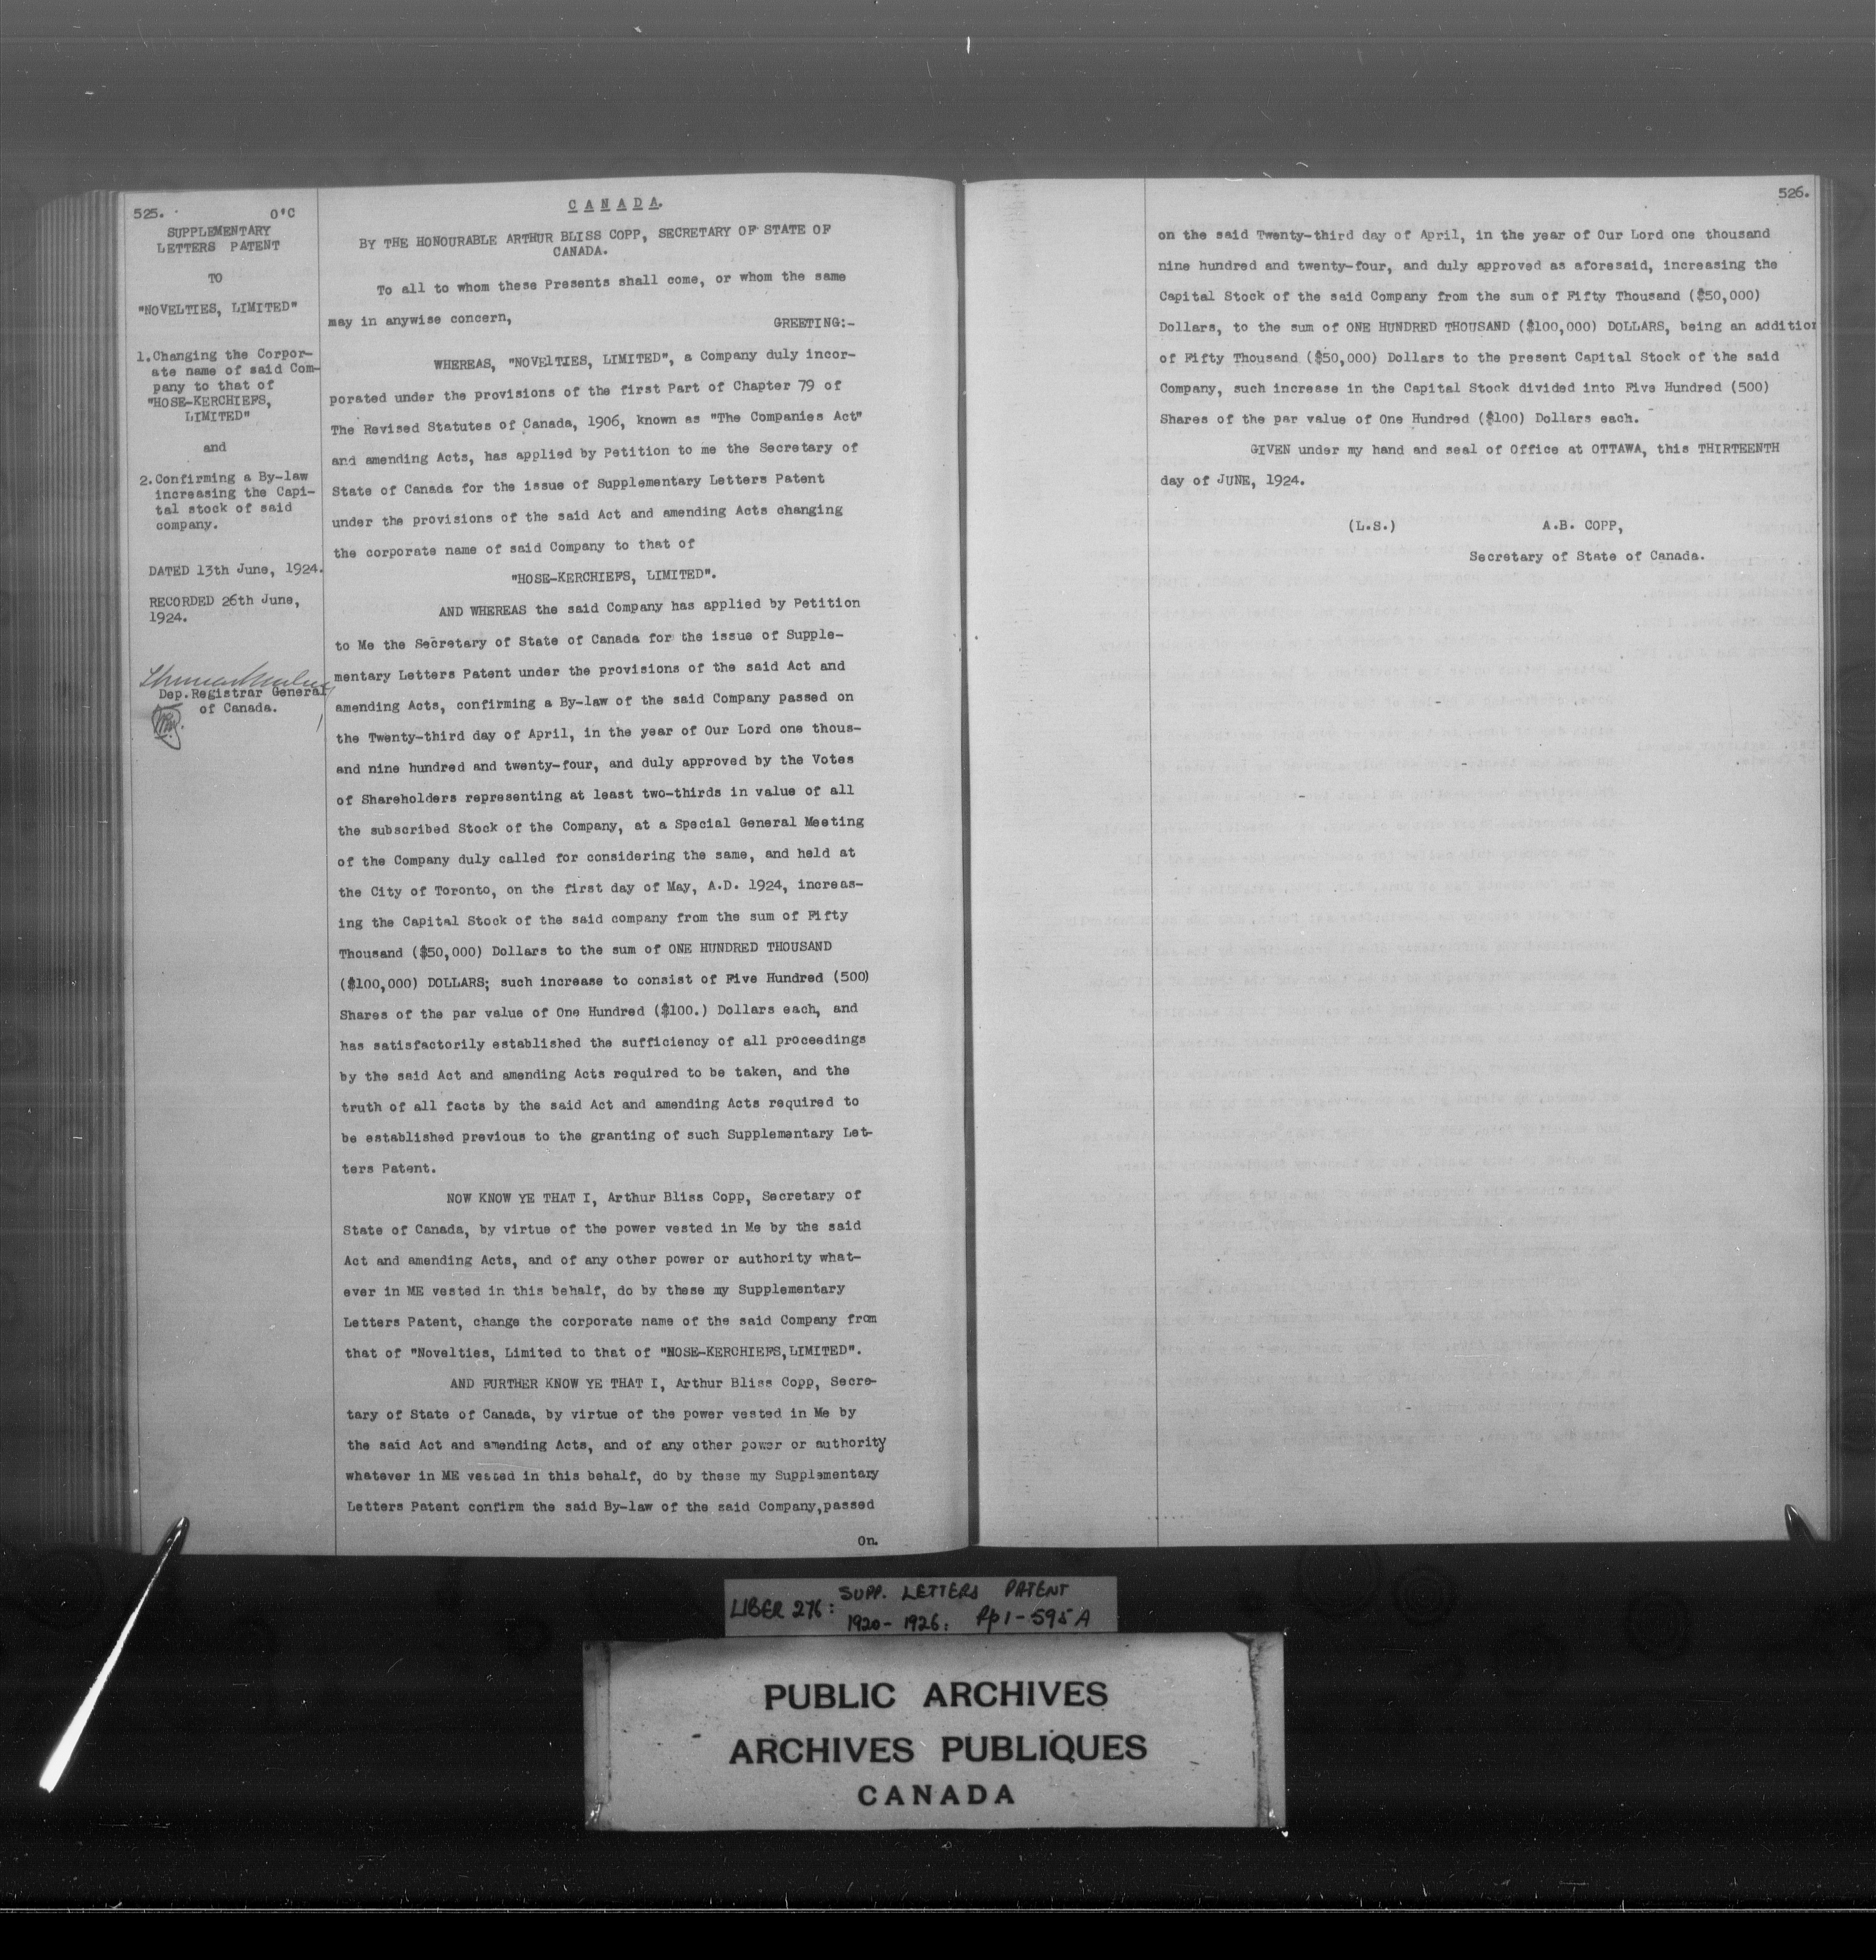 525. O'C
SUPPLEMENTARY
LETTERS PATENT
TO
"NOVELTIES, LIMITED"
1.Changing the Corpor-
ate name of said Com-
pany to that of
"HOSE-KERCHIEFS,
LIMITED"
and
2.Confirming a By-law
increasing the Capi-
tal stock of said
company.
DATED 13th June, 1924.
RECORDED 26th June,
1924.
Dep.Registrar General
of Canada.
CANADA.
BY THE HONOURABLE ARTHUR BLISS COPP, SECRETARY OF STATE OF
CANADA.
To all to whom these Presents shall come, or whom the same
may in anywise concern, GREETING:-
WHEREAS, "NOVELTIES, LIMITED", a Company duly incor-
porated under the provisions of the first Part of Chapter 79 of
The Revised Statutes of Canada, 1906, known as "The Companies Act"
and amending Acts, has applied by Petition to me the Secretary of
State of Canada for the issue of Supplementary Letters Patent
under the provisions of the said Act and amending Acts changing
the corporate name of said Company to that of
"HOSE-KERCHIEFS, LIMITED".
AND WHEREAS the said Company has applied by Petition
to Me the Secretary of State of Canada for the issue of Supple-
mentary Letters Patent under the provisions of the said Act and
amending Acts, confirming a By-law of the said Company passed on
the Twenty-third day of April, in the year of Our Lord one thous-
and nine hundred and twenty-four, and duly approved by the Votes
of Shareholders representing at least two-thirds in value of all
the subscribed Stock of the Company, at a Special General Meeting
of the Company duly called for considering the same, and held at
the City of Toronto, on the first day of May, A.D. 1924, increas-
ing the Capital Stock of the said company from the sum of Fifty
Thousand ($50,000) Dollars to the sum of ONE HUNDRED THOUSAND
($100,000) DOLLARS; such increase to consist of Five Hundred (500)
Shares of the par value of One Hundred ($100.) Dollars each, and
has satisfactorily established the sufficiency of all proceedings
by the said Act and amending Acts required to be taken, and the
truth of all facts by the said Act and amending Acts required to
be established previous to the granting of such Supplementary Let-
ters Patent.
NOW KNOW YE THAT I, Arthur Bliss Copp, Secretary of
State of Canada, by virtue of the power vested in Me by the said
Act and amending Acts, and of any other power or authority what-
ever in ME vested in this behalf, do by these my Supplementary
Letters Patent, change the corporate name of the said Company from
that of "Novelties, Limited to that of "HOSE-KERCHIEFS,LIMITED".
AND FURTHER KNOW YE THAT I, Arthur Bliss Copp, Secre-
tary of State of Canada, by virtue of the power vested in Me by
the said Act and amending Acts, and of any other power or authority
whatever in ME vested in this behalf, do by these my Supplementary
Letters Patent confirm the said By-law of the said Company,passed
On.
526.
on the said Twenty-third day of April, in the year of Our Lord one thousand
nine hundred and twenty-four, and duly approved as aforesaid, increasing the
Capital Stock of the said Company from the sum of Fifty Thousand ($50,000)
Dollars, to the sum of ONE HUNDRED THOUSAND ($100,000) DOLLARS, being an addition
of Fifty Thousand ($50,000) Dollars to the present Capital Stock of the said
Company, such increase in the Capital Stock divided into Five Hundred (500)
Shares of the par value of One Hundred ($100) Dollars each.
GIVEN under my hand and seal of Office at OTTAWA, this THIRTEENTH
day of JUNE, 1924.
(L.S.) A.B. COPP,
Secretary of State of Canada.
LIBER 276: SUPP. LETTERS PATENT
1920-1926: Pp 1-595A
PUBLIC ARCHIVES
ARCHIVES PUBLIQUES
CANADA